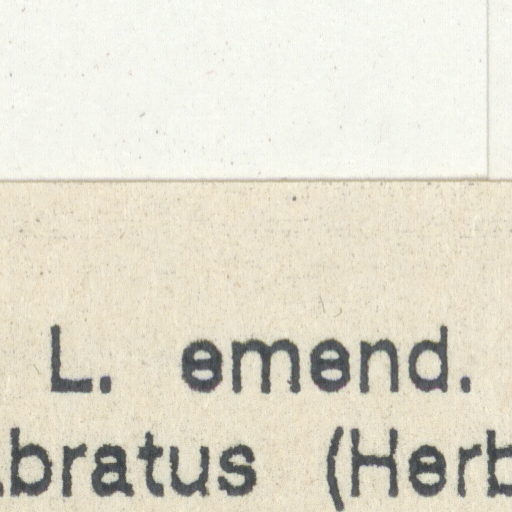 L. emend.
bratus (Herb